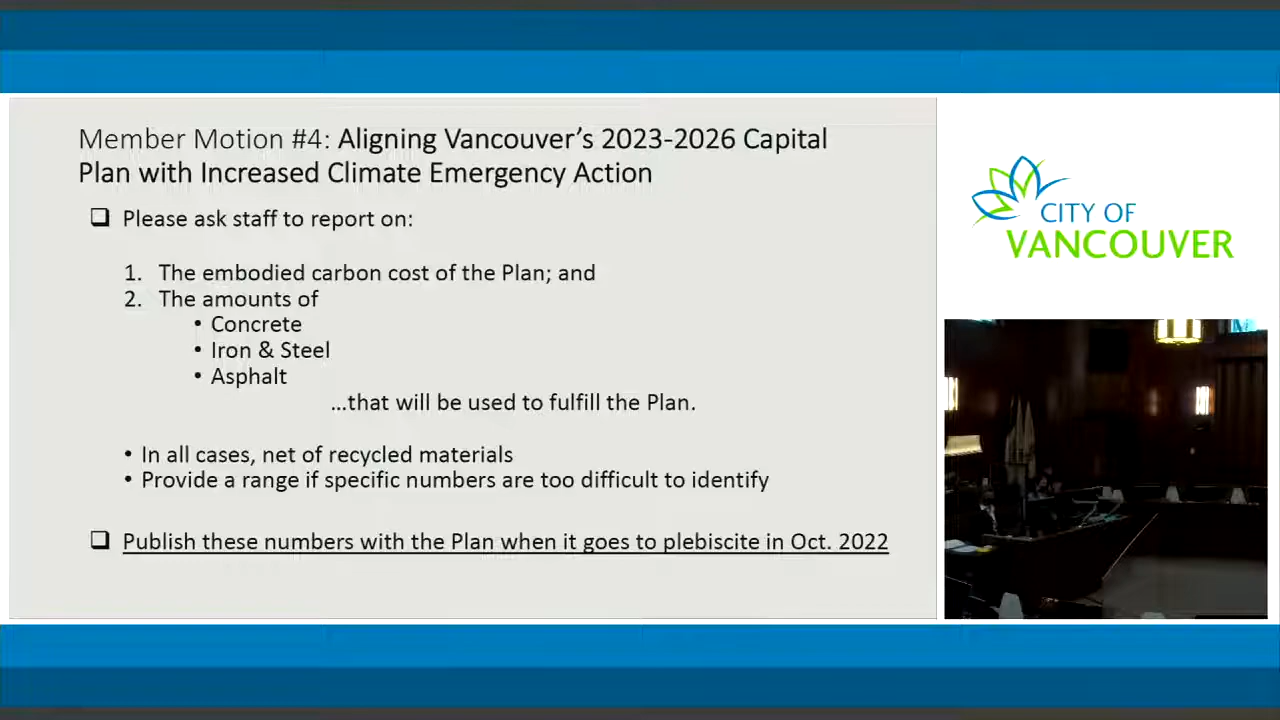 Member Motion #4: Aligning Vancouver's 2023-2026 Capital
Plan with Increased Climate Emergency Action
❑ Please ask staff to report on:
1. The embodied carbon cost of the Plan; and
2. The amounts of
• Concrete
• Iron & Steel
• Asphalt
...that will be used to fulfill the Plan.
• In all cases, net of recycled materials
• Provide a range if specific numbers are too difficult to identify
❑ Publish these numbers with the Plan when it goes to plebiscite in Oct. 2022
CITY OF
VANCOUVER